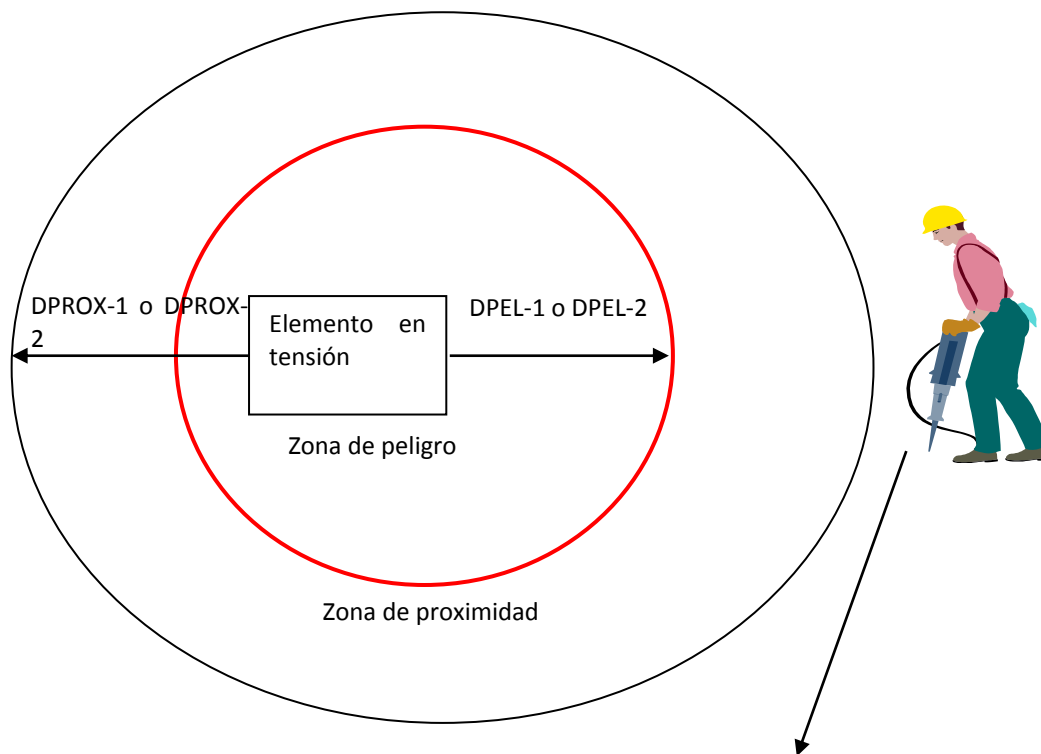 DPROX-1 o DPROX-
2
Elemento en
tensión
DPEL-1 o DPEL-2
Zona de peligro
Zona de proximidad